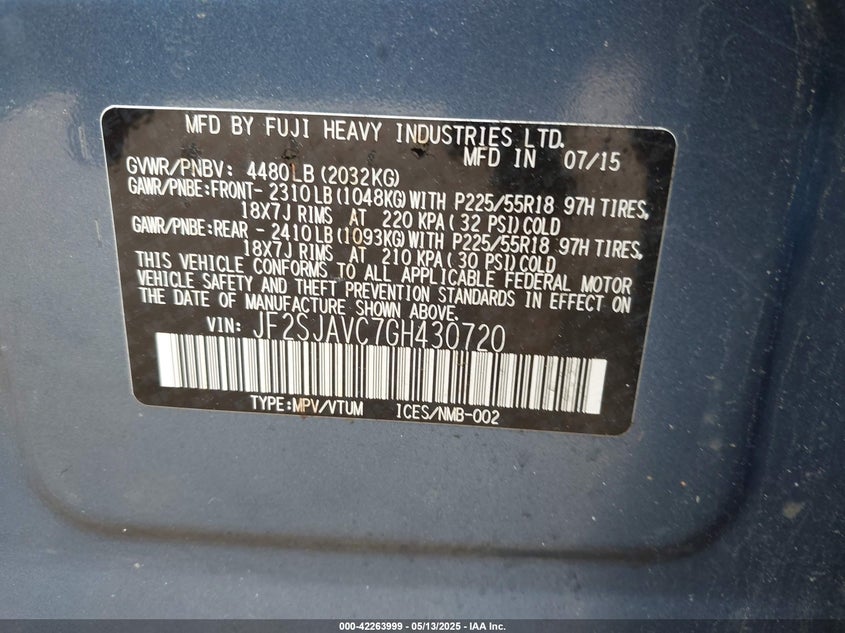 MFD BY FUJI HEAVY INDUSTRIES LTD.
MFD IN 07/15
GVWR/PNBV: 4480LB (2032KG)
GAWR/PNBE:FRONT- 2310LB (1048KG) WITH P225/55R18 97H TIRES,
18X7J RIMS AT 220 KPA ( 32 PSI) COLD
GAWR/PNBE:REAR - 2410LB (1093KG) WITH P225/55R18 97H TIRES,
18X7J RIMS AT 210 KPA ( 30 PSI) COLD
THIS VEHICLE CONFORMS TO ALL APPLICABLE FEDERAL MOTOR
VEHICLE SAFETY AND THEFT PREVENTION STANDARDS IN EFFECT ON
THE DATE OF MANUFACTURE SHOWN ABOVE.
VIN: JF2SJAVC7GH430720
TYPE:MPV/VTUM ICES/NMB-002
000-42263999 — 05/13/2025 — IAA Inc.